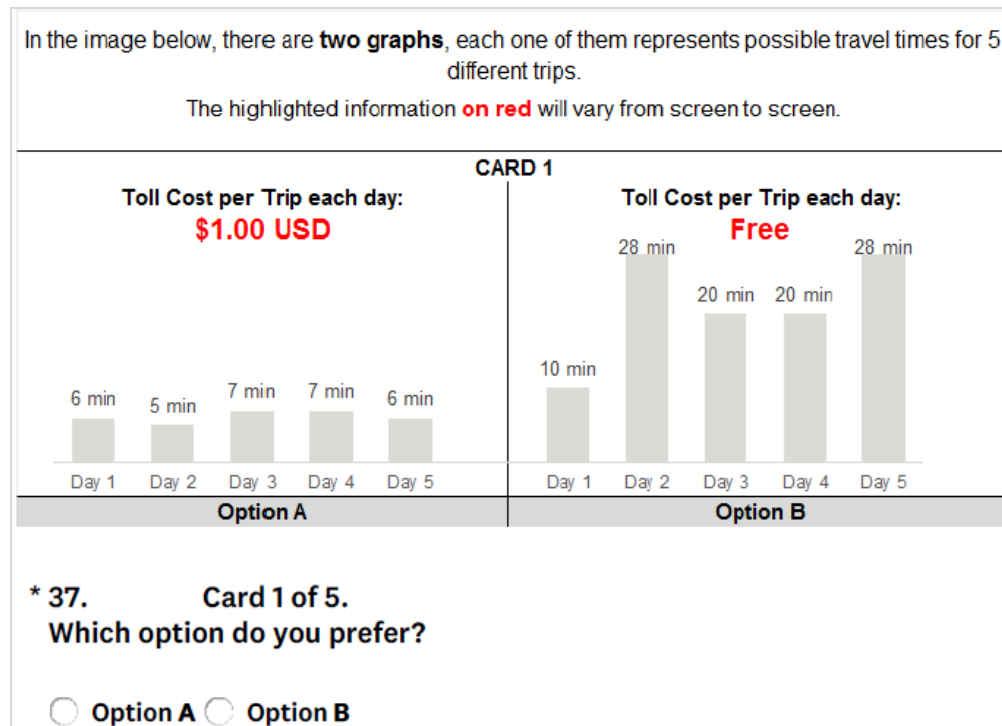 In the image below, there are two graphs, each one of them represents possible travel times for 5
different trips.
The highlighted information on red will vary from screen to screen.
CARD 1
Toll Cost per Trip each day:
$1.00 USD
6 min
5 min
7 min
7 min
6 min
Day 1
Day 2
Day 3
Day 4
Day 5
Option A
Toll Cost per Trip each day:
Free
10 min
28 min
20 min
20 min
28 min
Day 1
Day 2
Day 3
Day 4
Day 5
Option B
* 37. Card 1 of 5.
Which option do you prefer?
Option A Option B